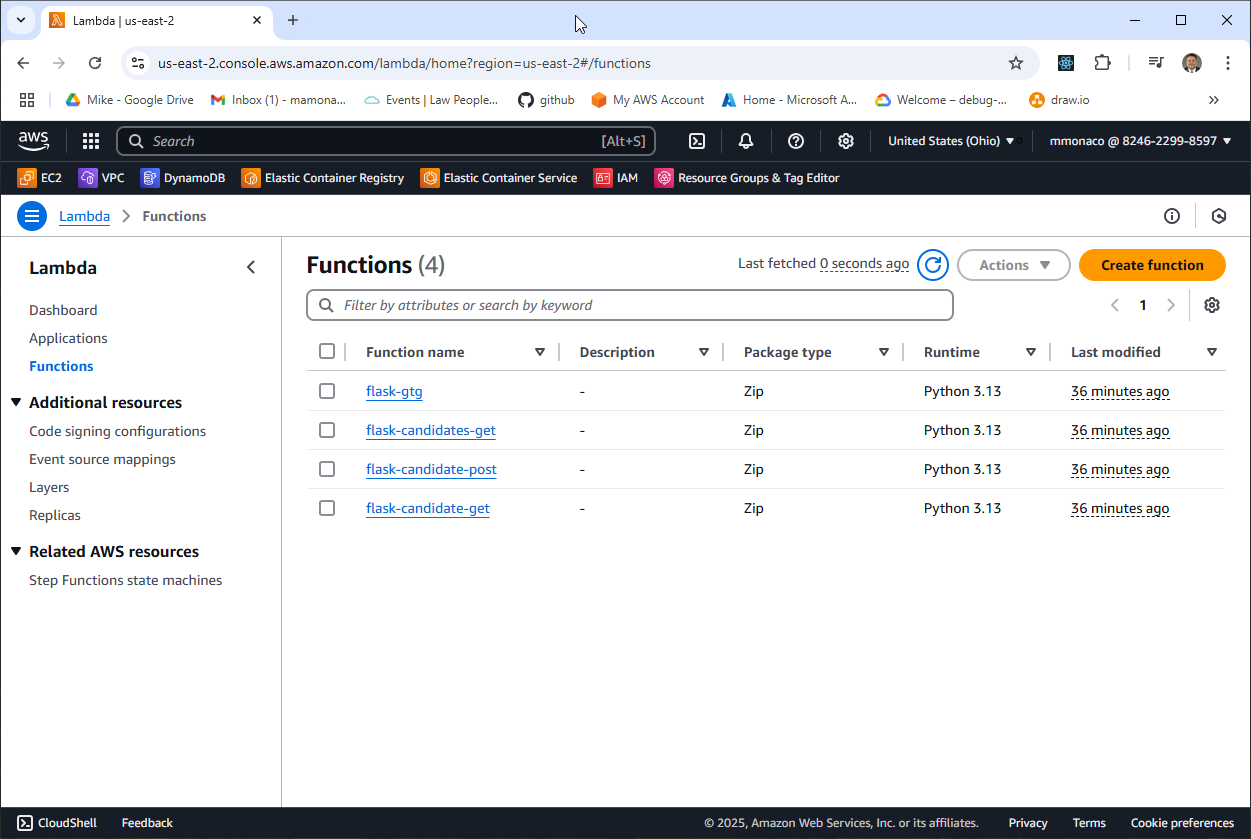 Lambda | us-east-2
us-east-2.console.aws.amazon.com/lambda/home?region=us-east-2#/functions
Mike - Google Drive
Inbox (1) - mamona...
Events | Law People...
github
My AWS Account
Home - Microsoft A...
Welcome – debug-...
draw.io
aws
Search
[Alt+S]
United States (Ohio)
mmonaco @ 8246-2299-8597
EC2
VPC
DynamoDB
Elastic Container Registry
Elastic Container Service
IAM
Resource Groups & Tag Editor
Lambda
Functions
Lambda
Dashboard
Applications
Functions
Additional resources
Code signing configurations
Event source mappings
Layers
Replicas
Related AWS resources
Step Functions state machines
Functions (4)
Last fetched 0 seconds ago
Actions
Create function
Filter by attributes or search by keyword
1
Function name Description Package type Runtime Last modified
flask-gtg - Zip Python 3.13 36 minutes ago
flask-candidates-get - Zip Python 3.13 36 minutes ago
flask-candidate-post - Zip Python 3.13 36 minutes ago
flask-candidate-get - Zip Python 3.13 36 minutes ago
CloudShell
Feedback
© 2025, Amazon Web Services, Inc. or its affiliates.
Privacy
Terms
Cookie preferences